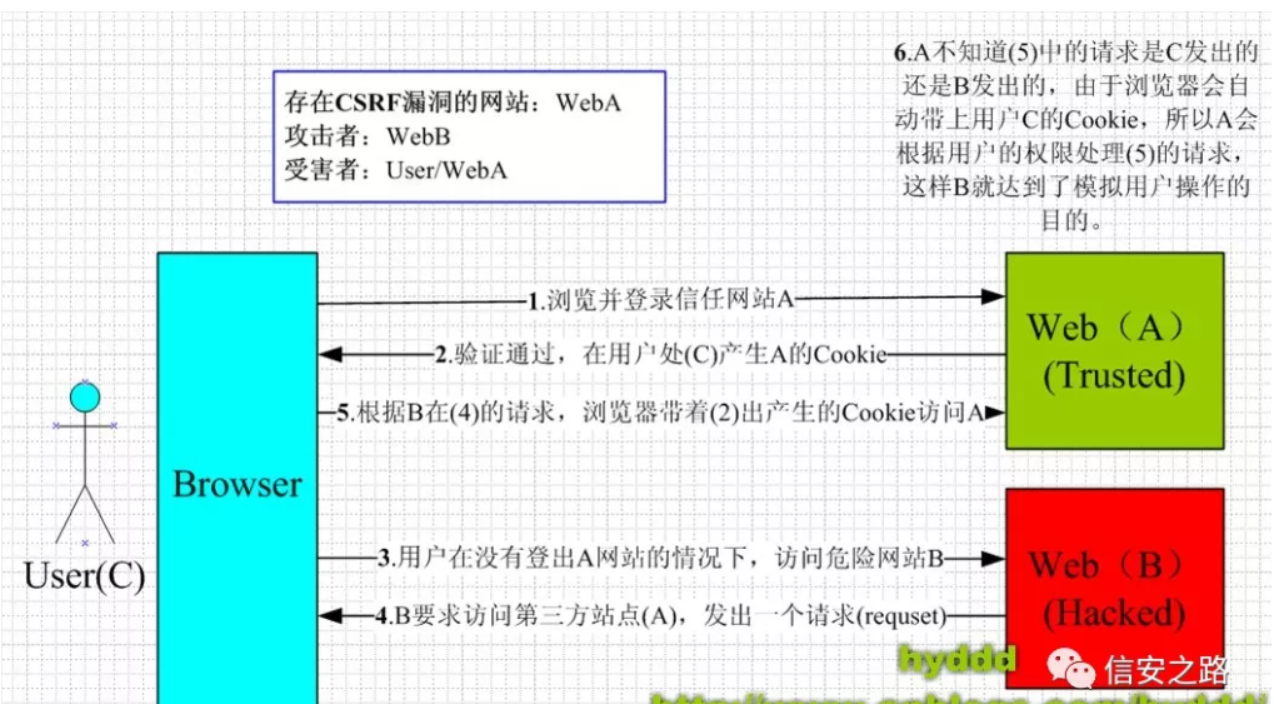 6.A不知道(5)中的请求是C发出的
还是B发出的，由于浏览器会自
动带上用户C的Cookie，所以A会
根据用户的权限处理(5)的请求，
这样B就达到了模拟用户操作的
目的。
存在CSRF漏洞的网站：WebA
攻击者：WebB
受害者：User/WebA
1.浏览并登录信任网站A
2.验证通过，在用户处(C)产生A的Cookie
5.根据B在(4)的请求，浏览器带着(2)出产生的Cookie访问A
Web（A）
(Trusted)
Browser
User(C)
3.用户在没有登出A网站的情况下，访问危险网站B
4.B要求访问第三方站点(A)，发出一个请求(requset)
Web（B）
(Hacked)
hyddd
信安之路